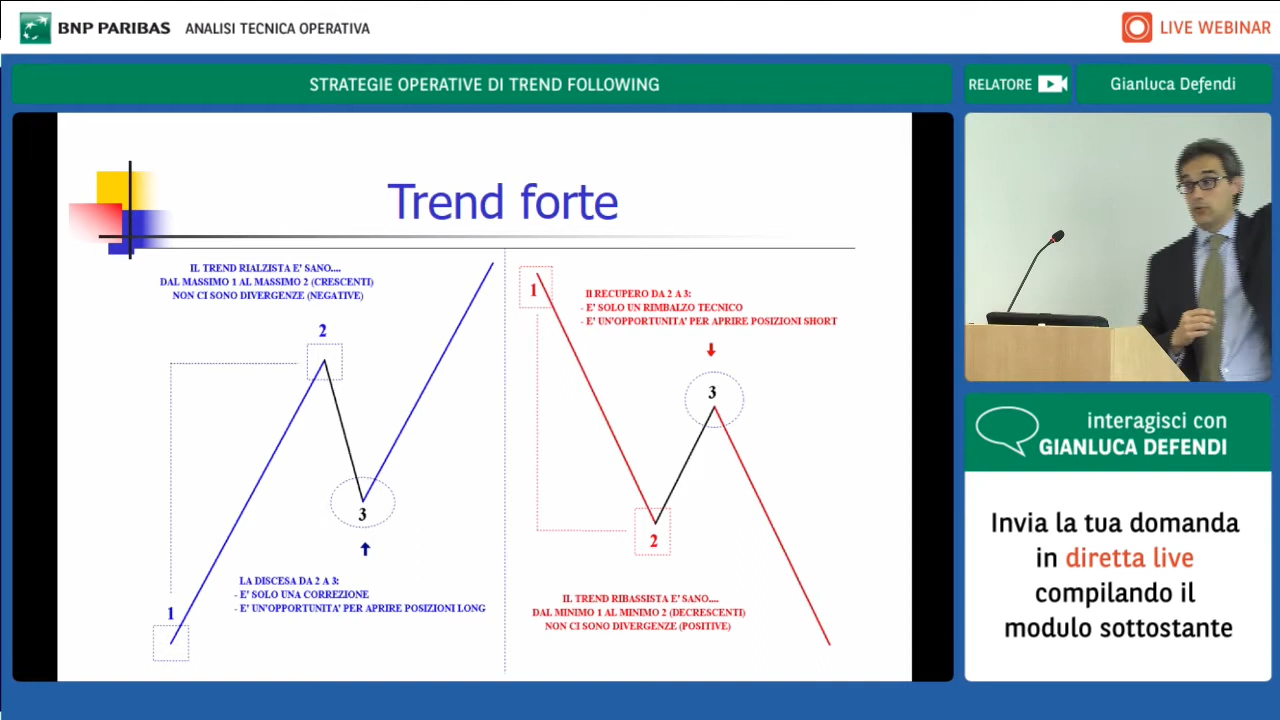 BNP PARIBAS ANALISI TECNICA OPERATIVA
LIVE WEBINAR
STRATEGIE OPERATIVE DI TREND FOLLOWING
RELATORE
Gianluca Defendi
Trend forte
IL TREND RIALZISTA E' SANO....
DAL MASSIMO 1 AL MASSIMO 2 (CRESCENTI)
NON CI SONO DIVERGENZE (NEGATIVE)
2
3
1
LA DISCESA DA 2 A 3:
- E' SOLO UNA CORREZIONE
- E' UN'OPPORTUNITA' PER APRIRE POSIZIONI LONG
1
Il RECUPERO DA 2 A 3:
- E' SOLO UN RIMBALZO TECNICO
- E' UN'OPPORTUNITA' PER APRIRE POSIZIONI SHORT
3
2
IL TREND RIBASSISTA E' SANO....
DAL MINIMO 1 AL MINIMO 2 (DECRESCENTI)
NON CI SONO DIVERGENZE (POSITIVE)
interagisci con
GIANLUCA DEFENDI
Invia la tua domanda
in diretta live
compilando il
modulo sottostante